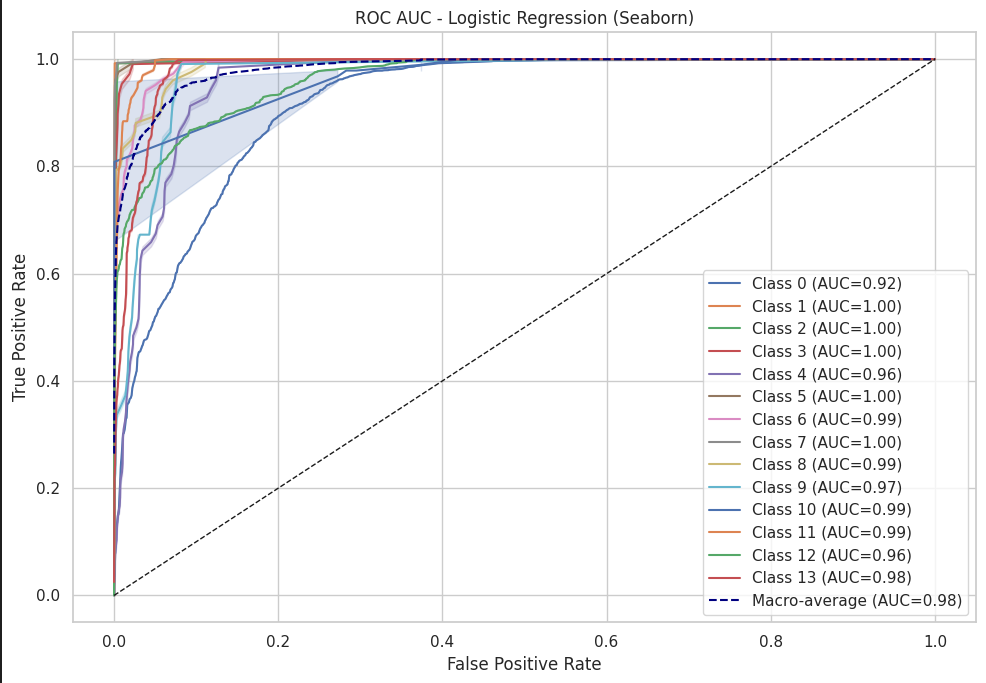 ROC AUC - Logistic Regression (Seaborn)
1.0
0.8
0.6
0.4
0.2
0.0
True Positive Rate
Class 0 (AUC=0.92)
Class 1 (AUC=1.00)
Class 2 (AUC=1.00)
Class 3 (AUC=1.00)
Class 4 (AUC=0.96)
Class 5 (AUC=1.00)
Class 6 (AUC=0.99)
Class 7 (AUC=1.00)
Class 8 (AUC=0.99)
Class 9 (AUC=0.97)
Class 10 (AUC=0.99)
Class 11 (AUC=0.99)
Class 12 (AUC=0.96)
Class 13 (AUC=0.98)
Macro-average (AUC=0.98)
0.0 0.2 0.4 0.6 0.8 1.0
False Positive Rate